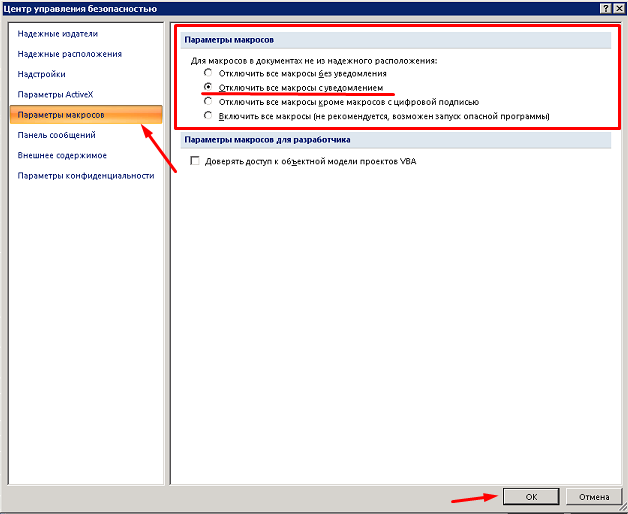 Центр управления безопасностью
Надежные издатели
Надежные расположения
Надстройки
Параметры ActiveX
Параметры макросов
Панель сообщений
Внешнее содержимое
Параметры конфиденциальности
Параметры макросов
Для макросов в документах не из надежного расположения:
Отключить все макросы без уведомления
Отключить все макросы с уведомлением
Отключить все макросы кроме макросов с цифровой подписью
Включить все макросы (не рекомендуется, возможен запуск опасной программы)
Параметры макросов для разработчика
Доверять доступ к объектной модели проектов VBA
ОК
Отмена